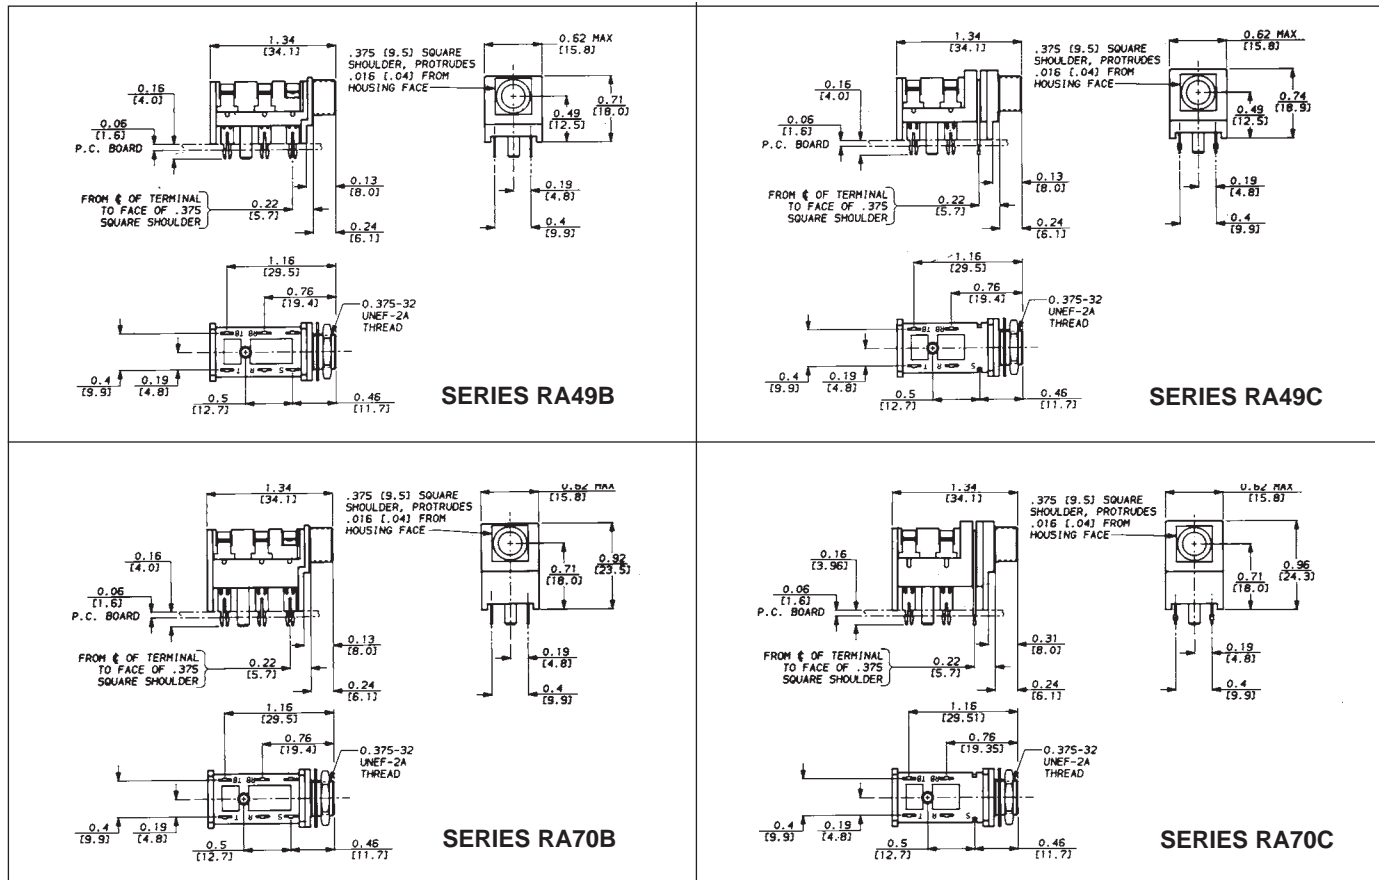 1.34
[34.1]
.375 [9.5] SQUARE
SHOULDER, PROTRUDES
.016 [.04] FROM
HOUSING FACE
0.62 MAX
[15.8]
0.16
[4.0]
0.06
[1.6]
P.C. BOARD
0.71
[18.0]
0.49
[12.5]
0.13
[8.0]
FROM ℄ OF TERMINAL
TO FACE OF .375
SQUARE SHOULDER
0.22
[5.7]
0.24
[6.1]
0.19
[4.8]
0.4
[9.9]
1.16
[29.5]
0.76
[19.4]
0.375-32
UNEF-2A
THREAD
TB RB
T R S
0.4
[9.9]
0.19
[4.8]
0.5
[12.7]
0.46
[11.7]
SERIES RA49B
1.34
[34.1]
.375 [9.5] SQUARE
SHOULDER, PROTRUDES
.016 [.04] FROM
HOUSING FACE
0.62 MAX
[15.8]
0.16
[4.0]
0.06
[1.6]
P.C. BOARD
0.74
[18.9]
0.49
[12.5]
0.13
[8.0]
FROM ℄ OF TERMINAL
TO FACE OF .375
SQUARE SHOULDER
0.22
[5.7]
0.24
[6.1]
0.19
[4.8]
0.4
[9.9]
1.16
[29.5]
0.76
[19.4]
0.375-32
UNEF-2A
THREAD
TB RB
T R S
0.4
[9.9]
0.19
[4.8]
0.5
[12.7]
0.46
[11.7]
SERIES RA49C
1.34
[34.1]
.375 [9.5] SQUARE
SHOULDER, PROTRUDES
.016 [.04] FROM
HOUSING FACE
0.62 MAX
[15.8]
0.16
[4.0]
0.06
[1.6]
P.C. BOARD
0.92
[23.5]
0.71
[18.0]
0.13
[8.0]
FROM ℄ OF TERMINAL
TO FACE OF .375
SQUARE SHOULDER
0.22
[5.7]
0.24
[6.1]
0.19
[4.8]
0.4
[9.9]
1.16
[29.5]
0.76
[19.4]
0.375-32
UNEF-2A
THREAD
TB RB
T R S
0.4
[9.9]
0.19
[4.8]
0.5
[12.7]
0.46
[11.7]
SERIES RA70B
1.34
[34.1]
.375 [9.5] SQUARE
SHOULDER, PROTRUDES
.016 [.04] FROM
HOUSING FACE
0.62 MAX
[15.8]
0.16
[3.96]
0.06
[1.6]
P.C. BOARD
0.96
[24.3]
0.71
[18.0]
0.31
[8.0]
FROM ℄ OF TERMINAL
TO FACE OF .375
SQUARE SHOULDER
0.22
[5.7]
0.24
[6.1]
0.19
[4.8]
0.4
[9.9]
1.16
[29.51]
0.76
[19.35]
0.375-32
UNEF-2A
THREAD
TB RB
T R S
0.4
[9.9]
0.19
[4.8]
0.5
[12.7]
0.46
[11.7]
SERIES RA70C